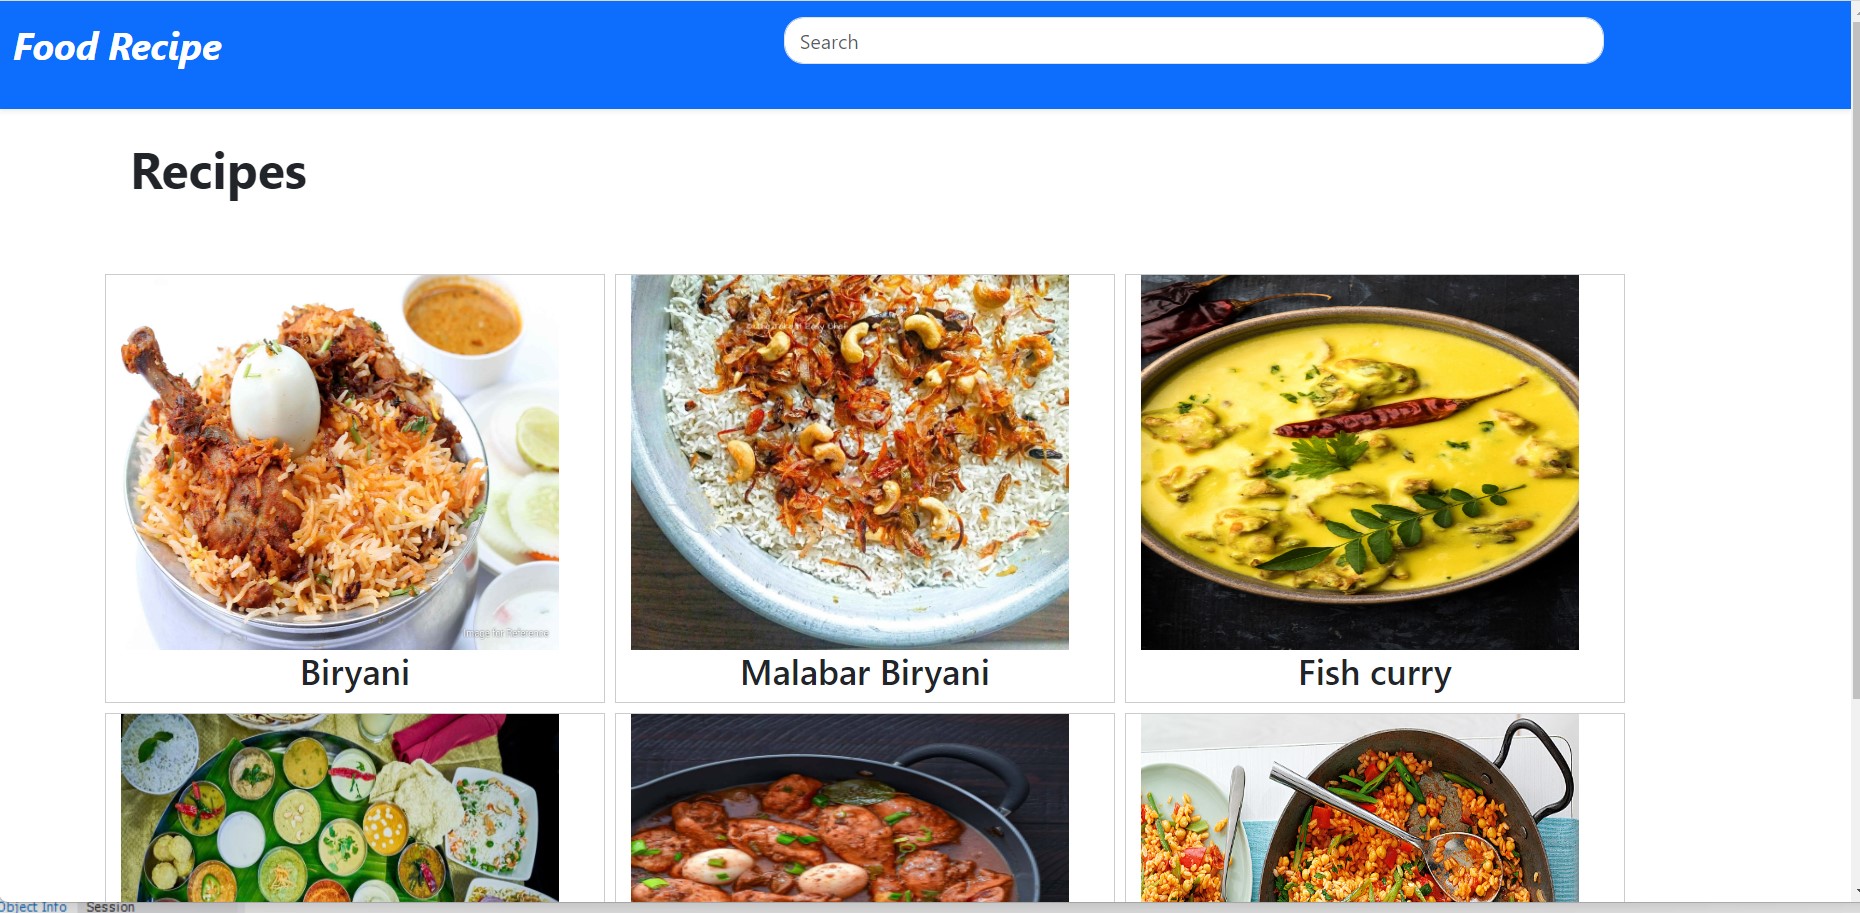 Food Recipe
Search
Recipes
Image for Reference
Biryani
Malabar Biryani
Fish curry
Object Info
Session